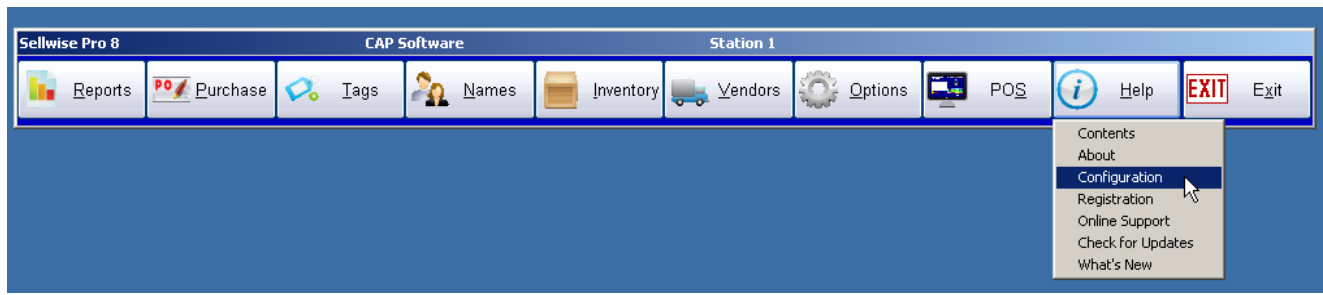 Sellwise Pro 8 CAP Software Station 1
Reports PO Purchase Tags Names Inventory Vendors Options POS Help EXIT Exit
Contents
About
Configuration
Registration
Online Support
Check for Updates
What's New